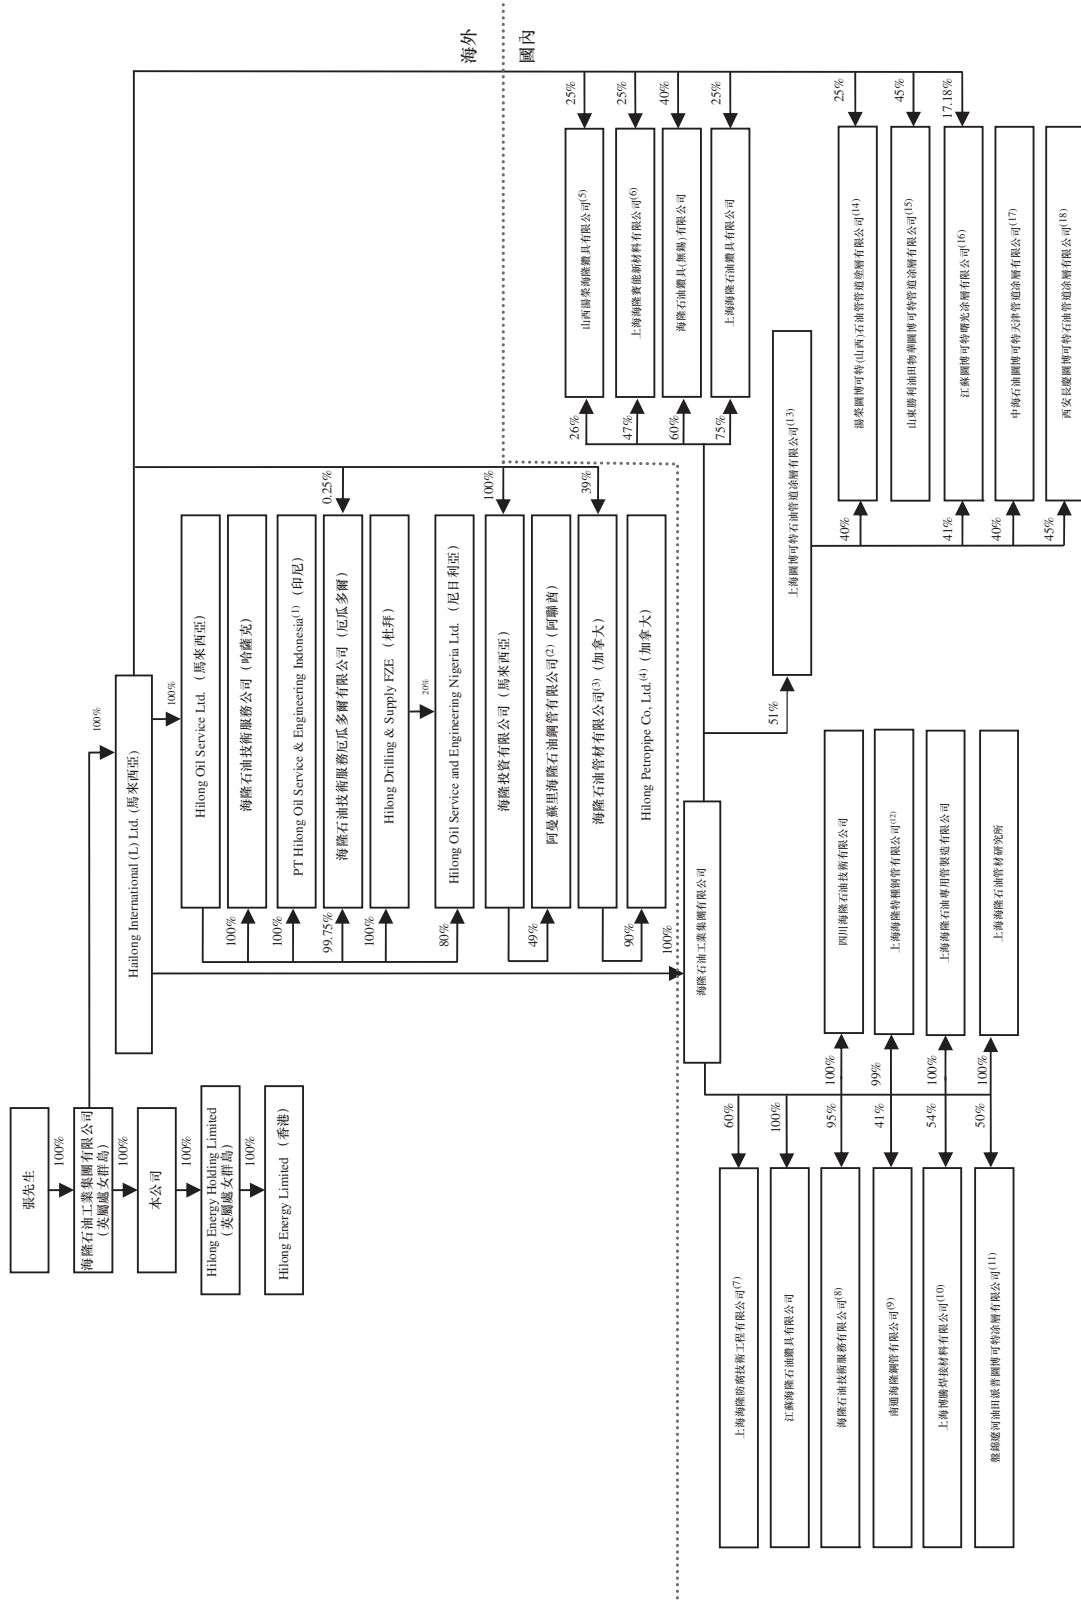 張先生
100%
海隆石油工業集團有限公司
（英屬處女群島）
100%
本公司
100%
Hilong Energy Holding Limited
（英屬處女群島）
100%
Hilong Energy Limited （香港）
100%
Hailong International (L) Ltd. (馬來西亞)
100%
Hilong Oil Service Ltd. （馬來西亞）
100%
海隆石油技術服務公司（哈薩克）
100%
PT Hilong Oil Service & Engineering Indonesia(1) （印尼）
99.75%
海隆石油技術服務厄瓜多爾有限公司（厄瓜多爾）
0.25%
100%
Hilong Drilling & Supply FZE （杜拜）
20%
80%
Hilong Oil Service and Engineering Nigeria Ltd. （尼日利亞）
海隆投資有限公司（馬來西亞）
100%
49%
阿曼蘇里海隆石油鋼管有限公司(2)（阿聯酋）
海隆石油管材有限公司(3)（加拿大）
39%
90%
Hilong Petropipe Co, Ltd.(4)（加拿大）
100%
海外
國內
海隆石油工業集團有限公司
26%
山西湯榮海隆鑽具有限公司(5)
25%
47%
上海海隆賽能新材料有限公司(6)
25%
60%
海隆石油鑽具(無錫)有限公司
40%
75%
上海海隆石油鑽具有限公司
25%
51%
上海圖博可特石油管道涂層有限公司(13)
40%
湯榮圖博可特(山西)石油管管道塗層有限公司(14)
25%
山東勝利油田物華圖博可特管道涂層有限公司(15)
45%
41%
江蘇圖博可特曙光涂層有限公司(16)
17.18%
40%
中海石油圖博可特天津管道涂層有限公司(17)
45%
西安長慶圖博可特石油管道涂層有限公司(18)
60%
上海海隆防腐技術工程有限公司(7)
100%
江蘇海隆石油鑽具有限公司
95%
海隆石油技術服務有限公司(8)
100%
四川海隆石油技術有限公司
41%
南通海隆鋼管有限公司(9)
99%
上海海隆特種鋼管有限公司(12)
54%
上海博騰焊接材料有限公司(10)
100%
上海海隆石油專用管製造有限公司
50%
盤錦遼河油田派普圖博可特涂層有限公司(11)
100%
上海海隆石油管材研究所